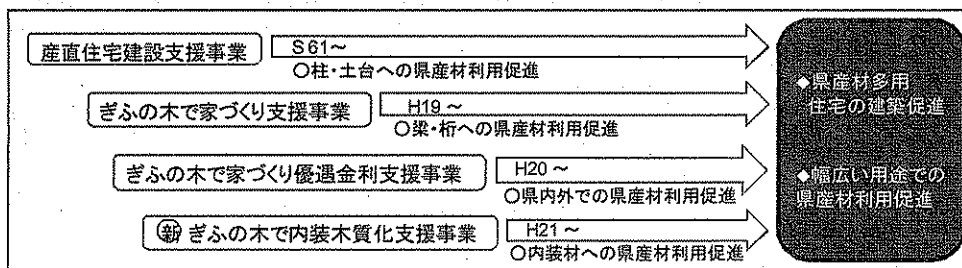 産直住宅建設支援事業
S61～
○柱・土台への県産材利用促進
ぎふの木で家づくり支援事業
H19～
○梁・桁への県産材利用促進
ぎふの木で家づくり優遇金利支援事業
H20～
○県内外での県産材利用促進
㊟ぎふの木で内装木質化支援事業
H21～
○内装材への県産材利用促進
◆県産材多用
住宅の建築促進
◆幅広い用途での
県産材利用促進